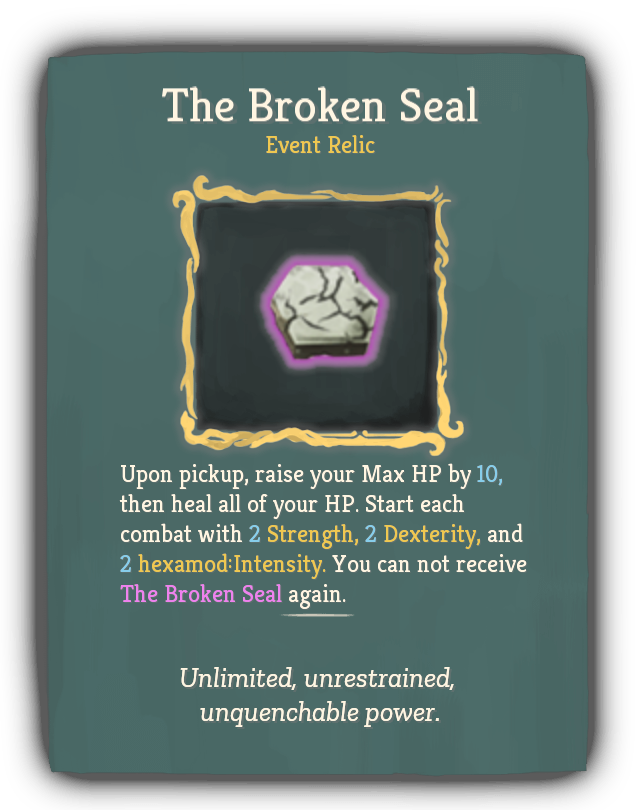 The Broken Seal
Event Relic
Upon pickup, raise your Max HP by 10,
then heal all of your HP. Start each
combat with 2 Strength, 2 Dexterity, and
2 hexamod:Intensity. You can not receive
The Broken Seal again.
Unlimited, unrestrained,
unquenchable power.